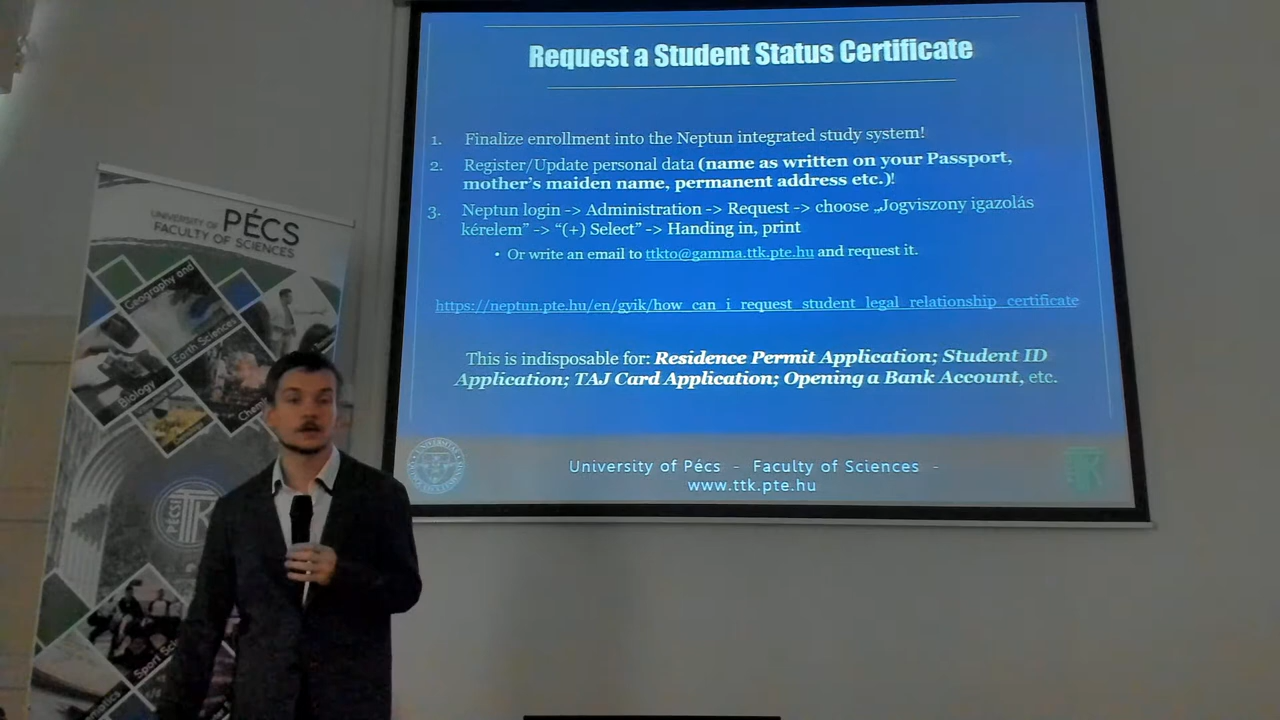 Request a Student Status Certificate
1. Finalize enrollment into the Neptun integrated study system!
2. Register/Update personal data (name as written on your Passport,
mother's maiden name, permanent address etc.)!
3. Neptun login -> Administration -> Request -> choose „Jogviszony igazolás
kérelem" -> "(+) Select" -> Handing in, print
• Or write an email to ttkto@gamma.ttk.pte.hu and request it.
https://neptun.pte.hu/en/gyik/how_can_i_request_student_legal_relationship_certificate
This is indisposable for: Residence Permit Application; Student ID
Application; TAJ Card Application; Opening a Bank Account, etc.
University of Pécs - Faculty of Sciences -
www.ttk.pte.hu
UNIVERSITY OF PÉCS
FACULTY OF SCIENCES
Geography and
Earth Sciences
Biology
PÉCSI
TTK